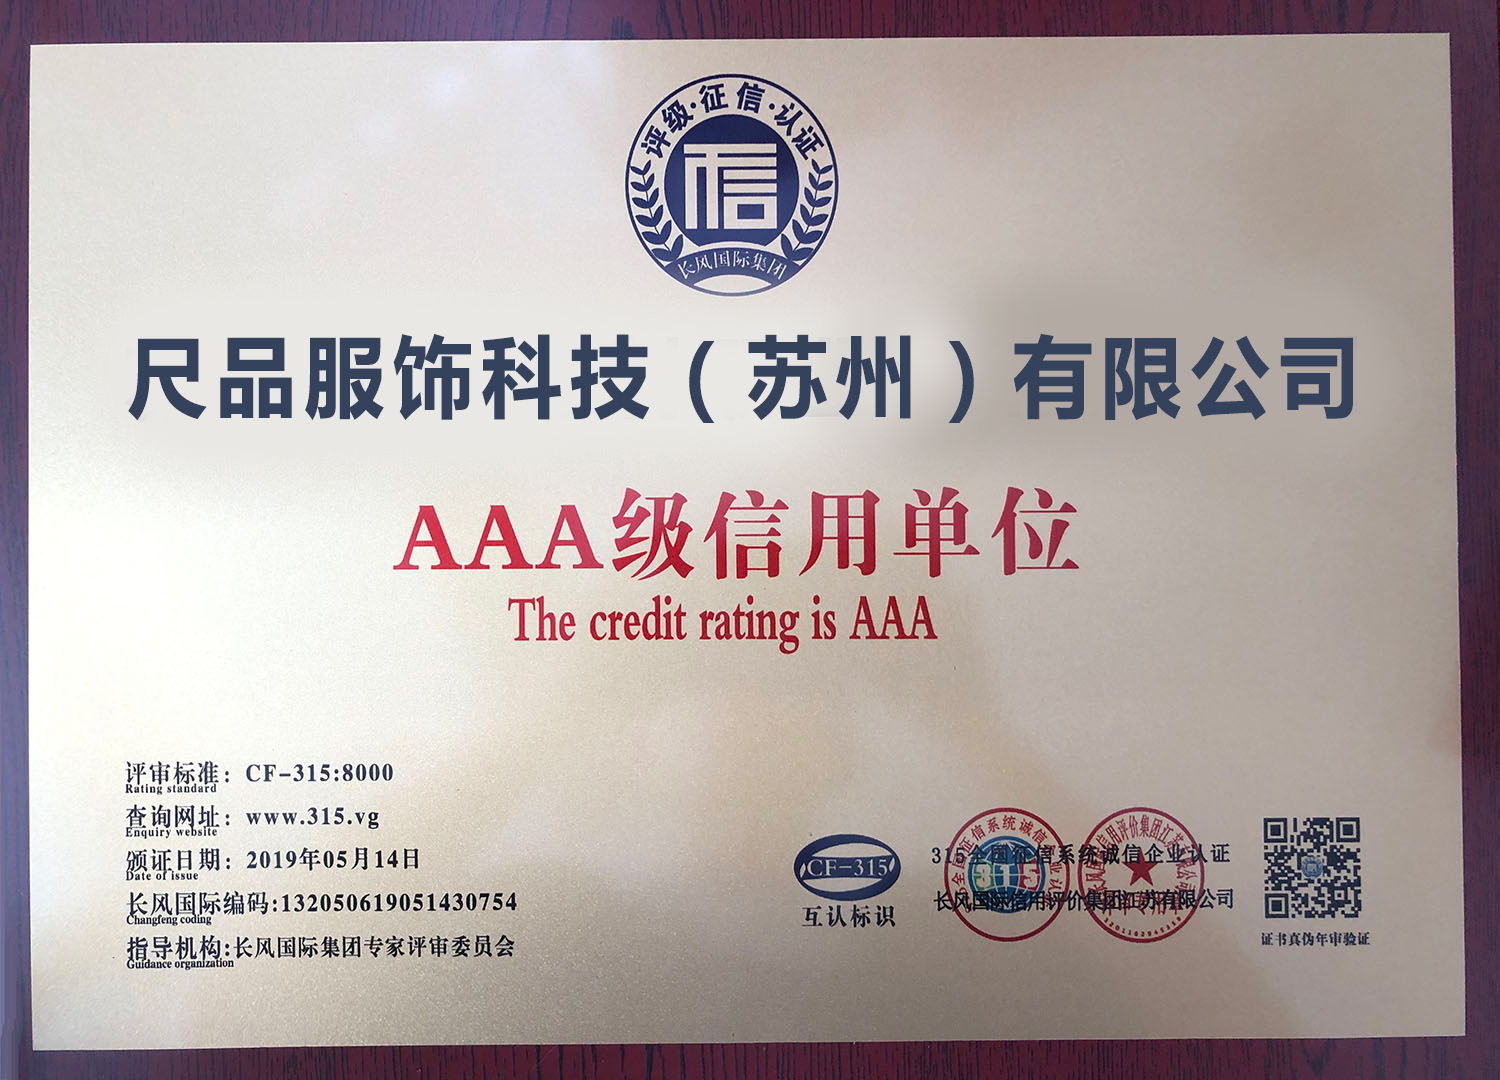 评级·征信·认证
信
长风国际集团
尺品服饰科技（苏州）有限公司
AAA级信用单位
The credit rating is AAA
评审标准：CF-315:8000
Rating standard
查询网址：www.315.vg
Enquiry website
颁证日期：2019年05月14日
Date of issue
长风国际编码:132050619051430754
Changfeng coding
指导机构:长风国际集团专家评审委员会
Guidance organization
CF-315
互认标识
315全国征信系统诚信企业认证
长风国际信用评价集团江苏有限公司
315
证书真伪年审验证